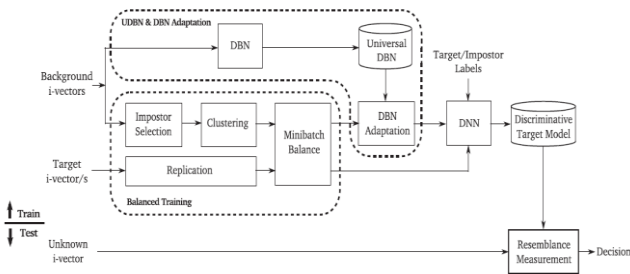 UDBN & DBN Adaptation
DBN
Universal
DBN
Target/Impostor
Labels
Background
i-vectors
Impostor
Selection
Clustering
Minibatch
Balance
DBN
Adaptation
DNN
Discriminative
Target Model
Target
i-vector/s
Replication
Balanced Training
Train
Test
Unknown
i-vector
Resemblance
Measurement
Decision